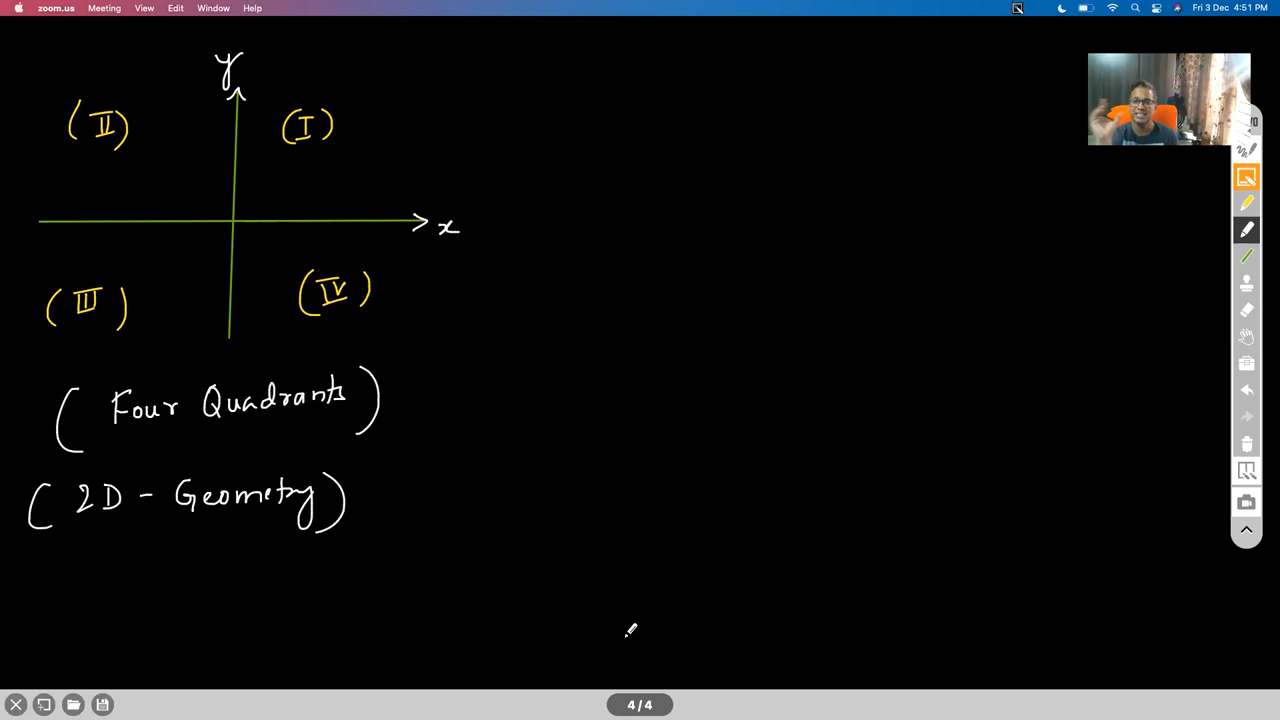 zoom.us Meeting View Edit Window Help Fri 3 Dec 4:51 PM
y
(II) (I)
x
(III) (IV)
(Four Quadrants)
(2D - Geometry)
4/4